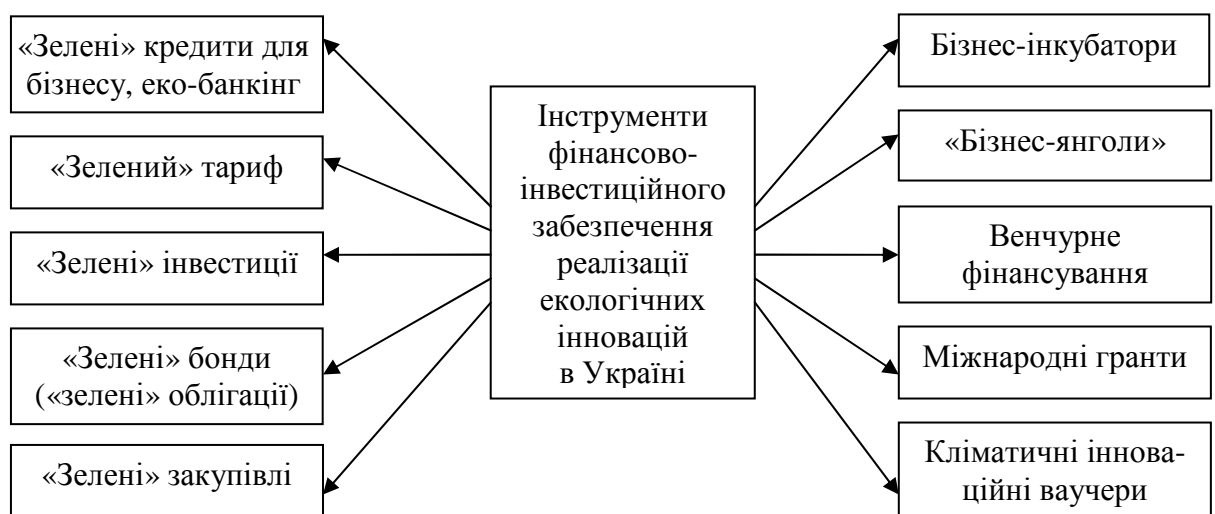 «Зелені» кредити для
бізнесу, еко-банкінг
«Зелений» тариф
«Зелені» інвестиції
«Зелені» бонди
(«зелені» облігації)
«Зелені» закупівлі
Інструменти
фінансово-
інвестиційного
забезпечення
реалізації
екологічних
інновацій
в Україні
Бізнес-інкубатори
«Бізнес-янголи»
Венчурне
фінансування
Міжнародні гранти
Кліматичні іннова-
ційні ваучери